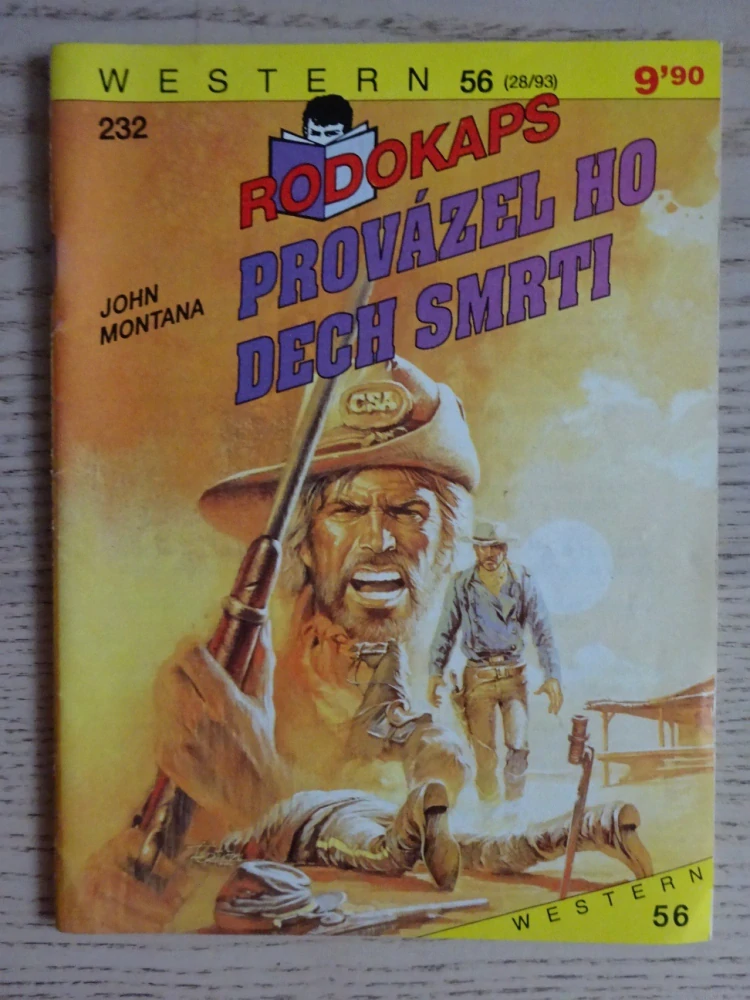 WESTERN 56 (28/93) 9'90
232
RODOKAPS
PROVÁZEL HO
DECH SMRTI
JOHN
MONTANA
CSA
WESTERN
56